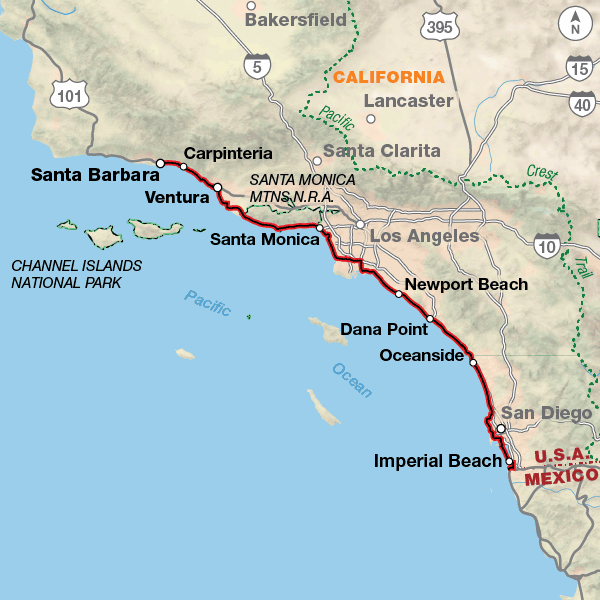 Bakersfield
N
395
5
15
CALIFORNIA
101
40
Lancaster
Pacific
Santa Clarita
Carpinteria
Crest
Santa Barbara
SANTA MONICA
MTNS N.R.A.
Ventura
Santa Monica
Los Angeles
10
CHANNEL ISLANDS
NATIONAL PARK
Trail
Newport Beach
Pacific
Dana Point
Oceanside
Ocean
San Diego
Imperial Beach
U.S.A.
MEXICO